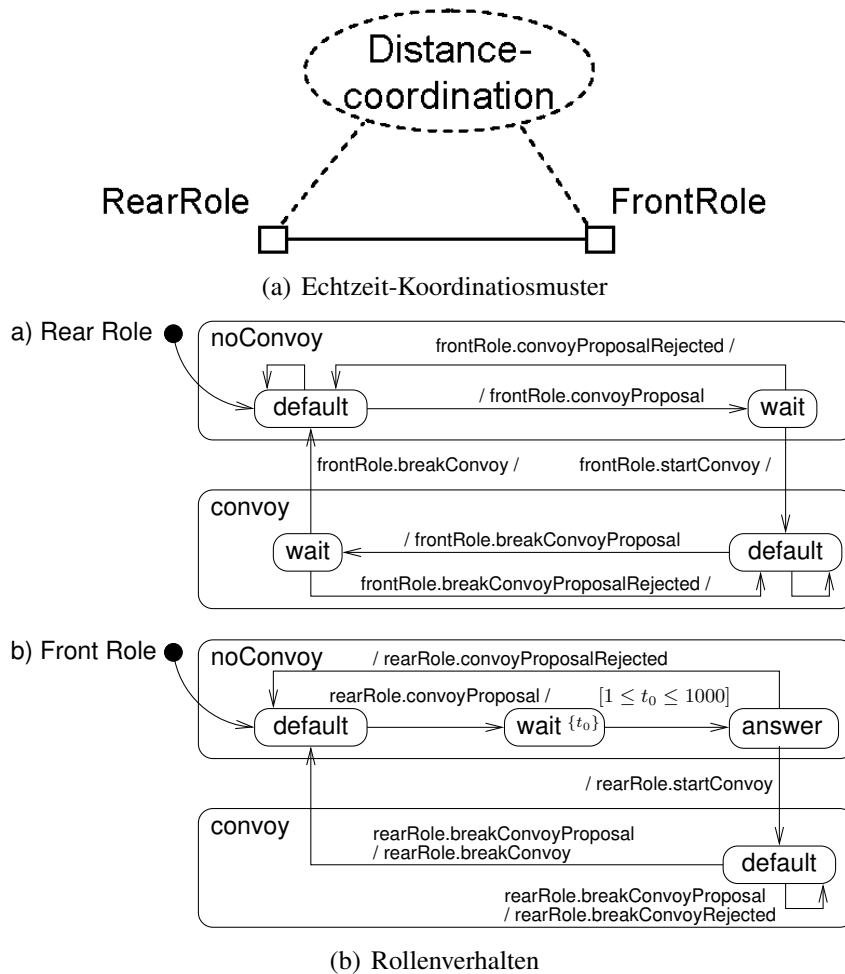 Distance-
coordination
RearRole
FrontRole
(a) Echtzeit-Koordinatiosmuster
a) Rear Role
noConvoy
frontRole.convoyProposalRejected /
default
/ frontRole.convoyProposal
wait
frontRole.breakConvoy /
frontRole.startConvoy /
convoy
/ frontRole.breakConvoyProposal
wait
default
frontRole.breakConvoyProposalRejected /
b) Front Role
noConvoy
/ rearRole.convoyProposalRejected
rearRole.convoyProposal /
[1 ≤ t₀ ≤ 1000]
default
wait {t₀}
answer
/ rearRole.startConvoy
convoy
rearRole.breakConvoyProposal
/ rearRole.breakConvoy
default
rearRole.breakConvoyProposal
/ rearRole.breakConvoyRejected
(b) Rollenverhalten